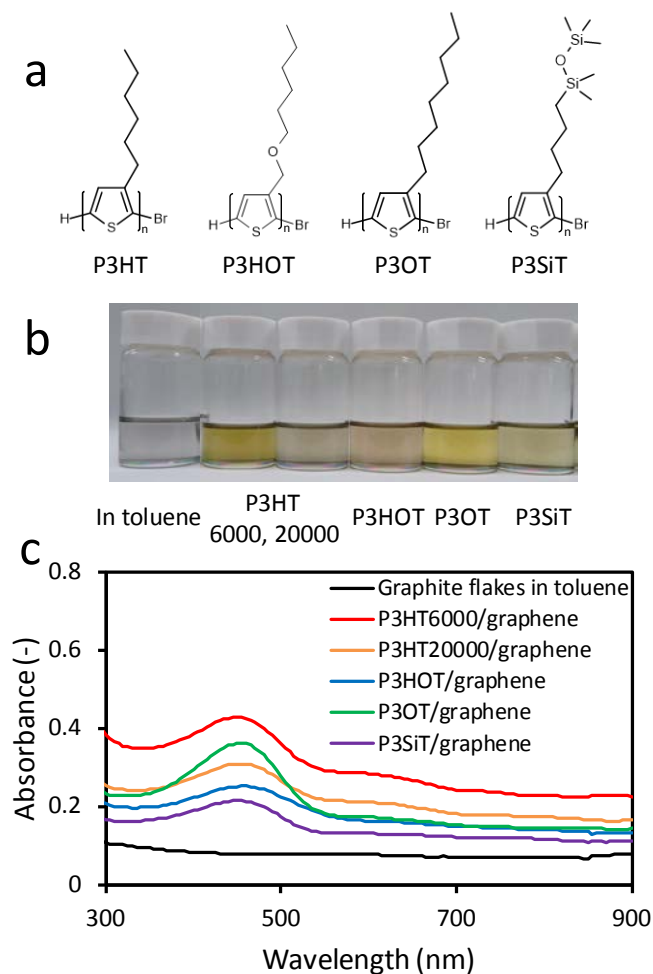 a
Si
O
Si
O
H
S
n
Br
H
S
n
Br
H
S
n
Br
H
S
n
Br
P3HT
P3HOT
P3OT
P3SiT
b
In toluene
P3HT
6000, 20000
P3HOT
P3OT
P3SiT
c
0.8
0.6
0.4
0.2
0
Absorbance (-)
Graphite flakes in toluene
P3HT6000/graphene
P3HT20000/graphene
P3HOT/graphene
P3OT/graphene
P3SiT/graphene
300
500
700
900
Wavelength (nm)